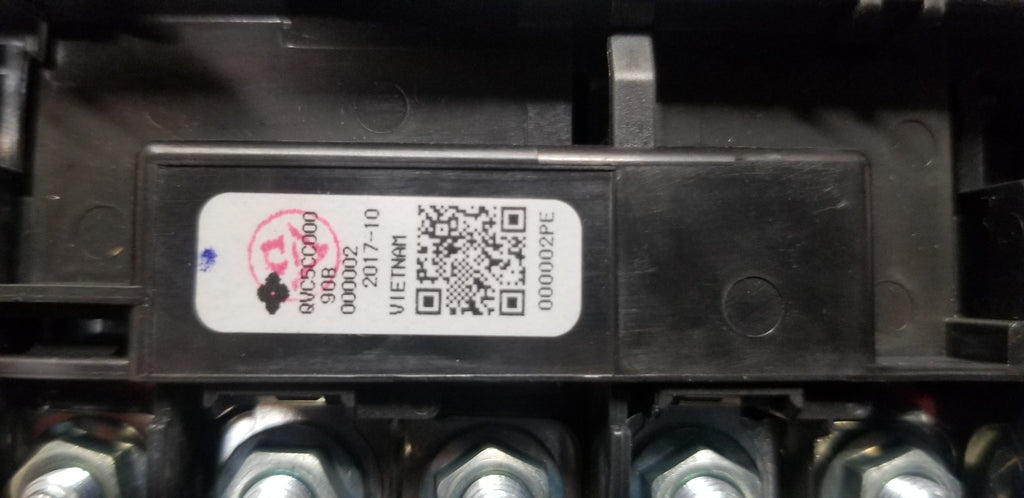 QVC5CC000
90B
000002
2017-10
VIETNAM
000002PE